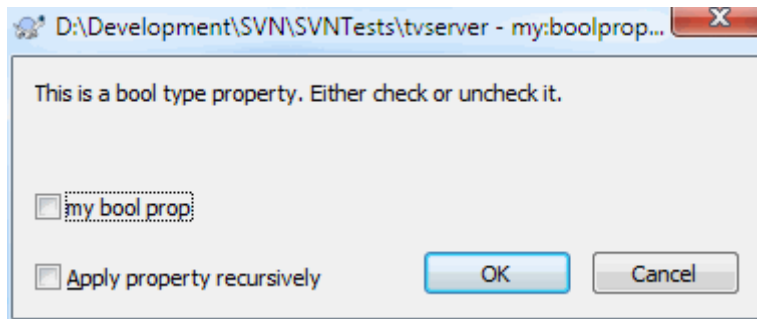 D:\Development\SVN\SVNTests\tvserver - my:boolprop...
This is a bool type property. Either check or uncheck it.
my bool prop
Apply property recursively
OK
Cancel